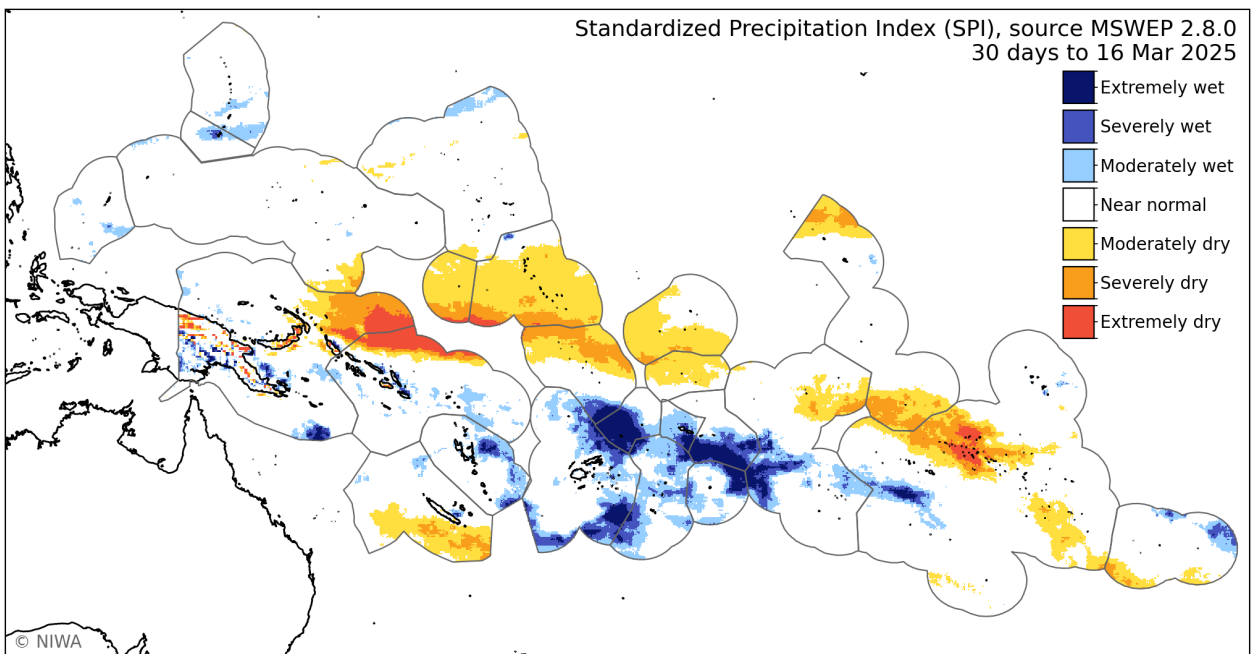 Standardized Precipitation Index (SPI), source MSWEP 2.8.0
30 days to 16 Mar 2025
Extremely wet
Severely wet
Moderately wet
Near normal
Moderately dry
Severely dry
Extremely dry
© NIWA